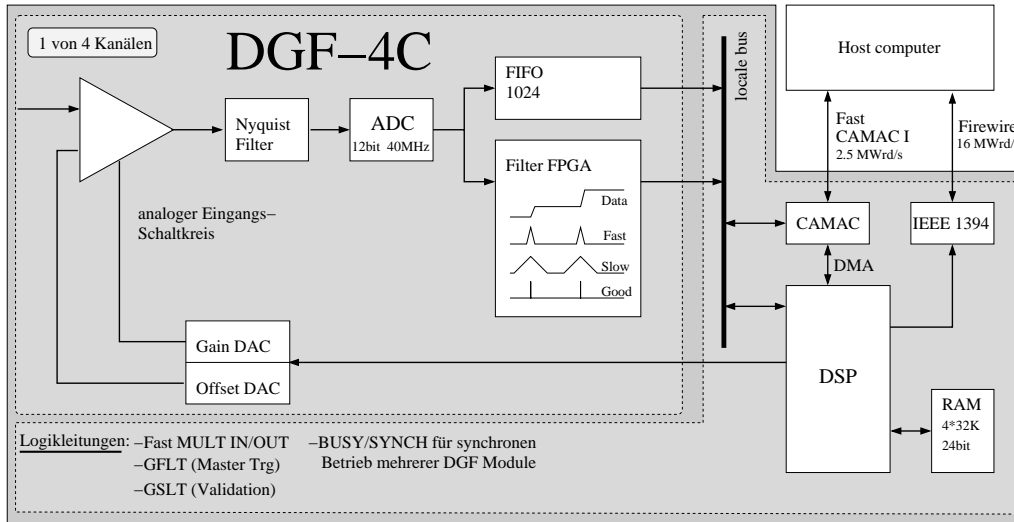 1 von 4 Kanälen
DGF–4C
Nyquist
Filter
ADC
12bit 40MHz
FIFO
1024
Filter FPGA
Data
Fast
Slow
Good
analoger Eingangs–
Schaltkreis
Gain DAC
Offset DAC
locale bus
Host computer
Fast
CAMAC I
2.5 MWrd/s
Firewire
16 MWrd/
CAMAC
IEEE 1394
DMA
DSP
RAM
4*32K
24bit
Logikleitungen: –Fast MULT IN/OUT –BUSY/SYNCH für synchronen
–GFLT (Master Trg) Betrieb mehrerer DGF Module
–GSLT (Validation)